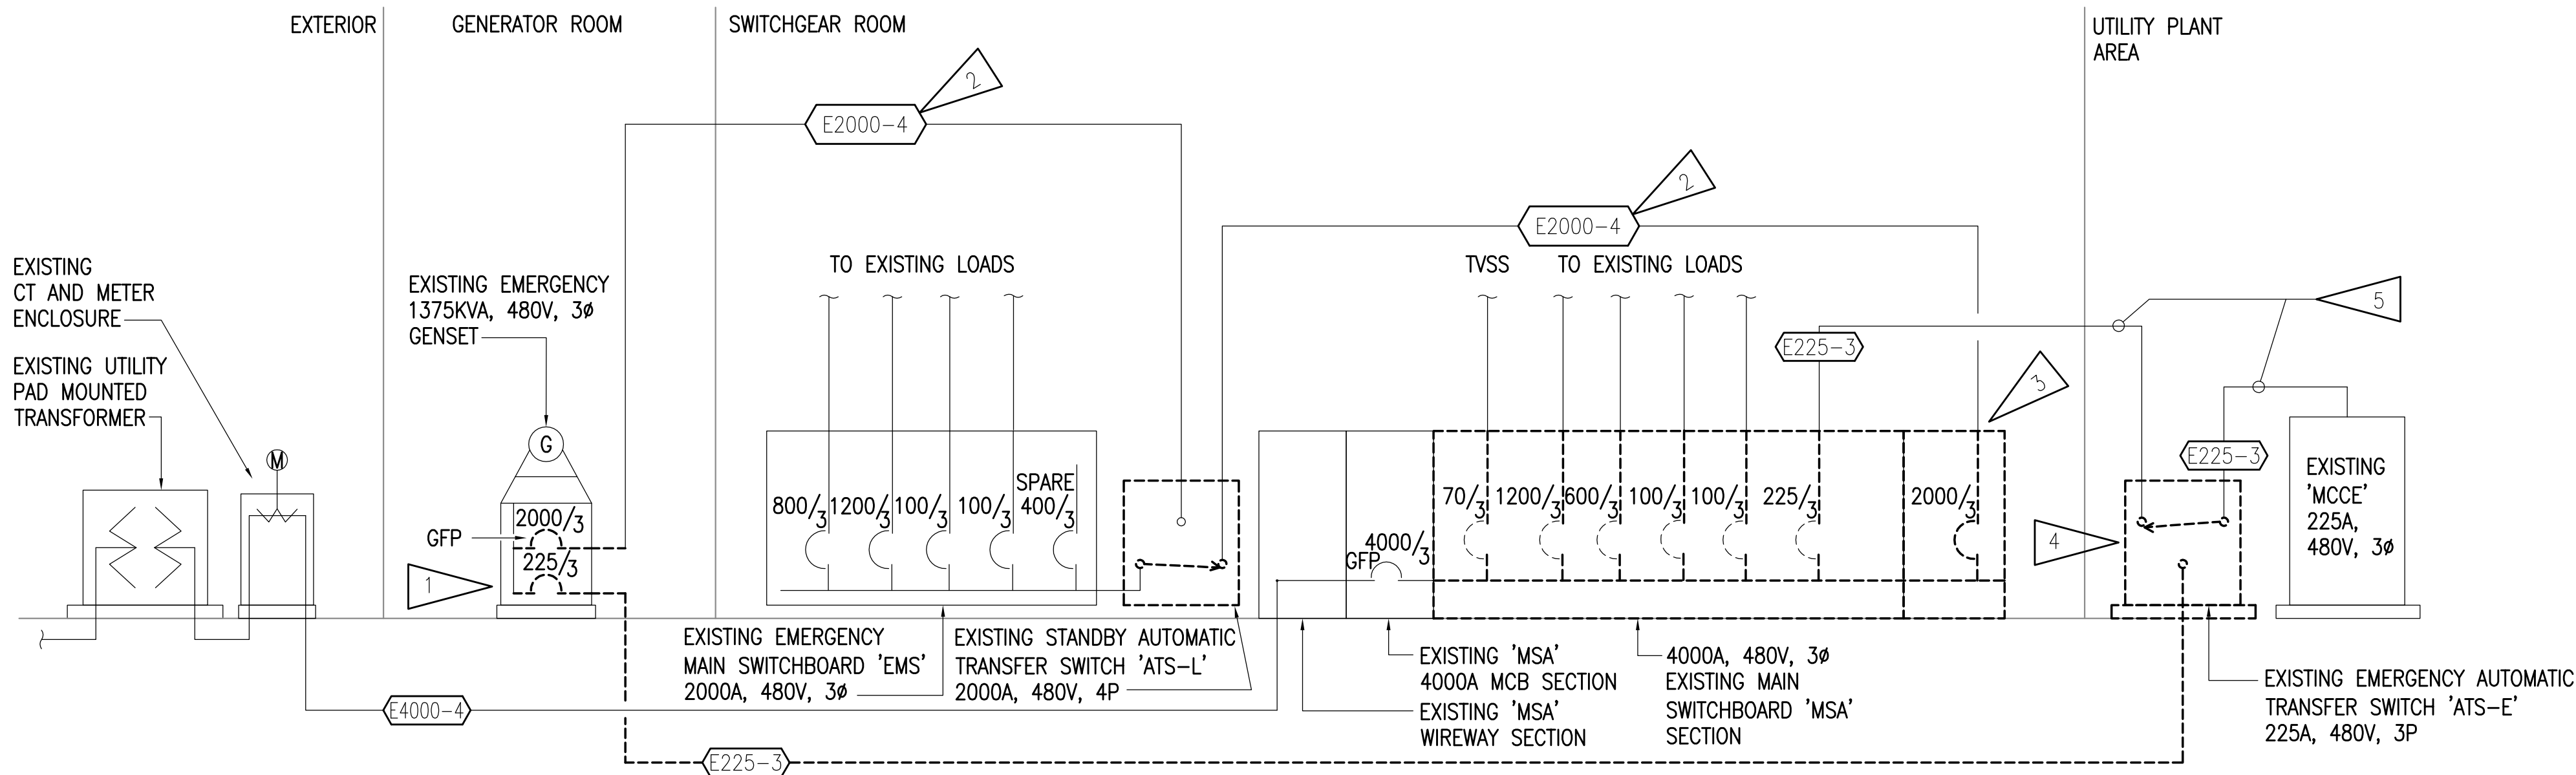 EXTERIOR
GENERATOR ROOM
SWITCHGEAR ROOM
UTILITY PLANT
AREA
2
E2000-4
2
E2000-4
EXISTING
CT AND METER
ENCLOSURE
EXISTING UTILITY
PAD MOUNTED
TRANSFORMER
M
EXISTING EMERGENCY
1375KVA, 480V, 3ø
GENSET
G
GFP
2000/3
225/3
1
TO EXISTING LOADS
800/3
1200/3
100/3
100/3
SPARE
400/3
TVSS
TO EXISTING LOADS
E225-3
5
3
GFP
4000/3
70/3
1200/3
600/3
100/3
100/3
225/3
2000/3
4
E225-3
EXISTING
'MCCE'
225A,
480V, 3ø
EXISTING EMERGENCY
MAIN SWITCHBOARD 'EMS'
2000A, 480V, 3ø
EXISTING STANDBY AUTOMATIC
TRANSFER SWITCH 'ATS-L'
2000A, 480V, 4P
EXISTING 'MSA'
4000A MCB SECTION
EXISTING 'MSA'
WIREWAY SECTION
4000A, 480V, 3ø
EXISTING MAIN
SWITCHBOARD 'MSA'
SECTION
EXISTING EMERGENCY AUTOMATIC
TRANSFER SWITCH 'ATS-E'
225A, 480V, 3P
E4000-4
E225-3